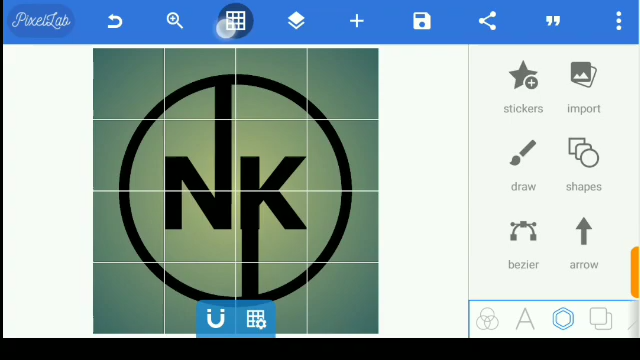 PixelLab
stickers
import
draw
shapes
bezier
arrow
NK